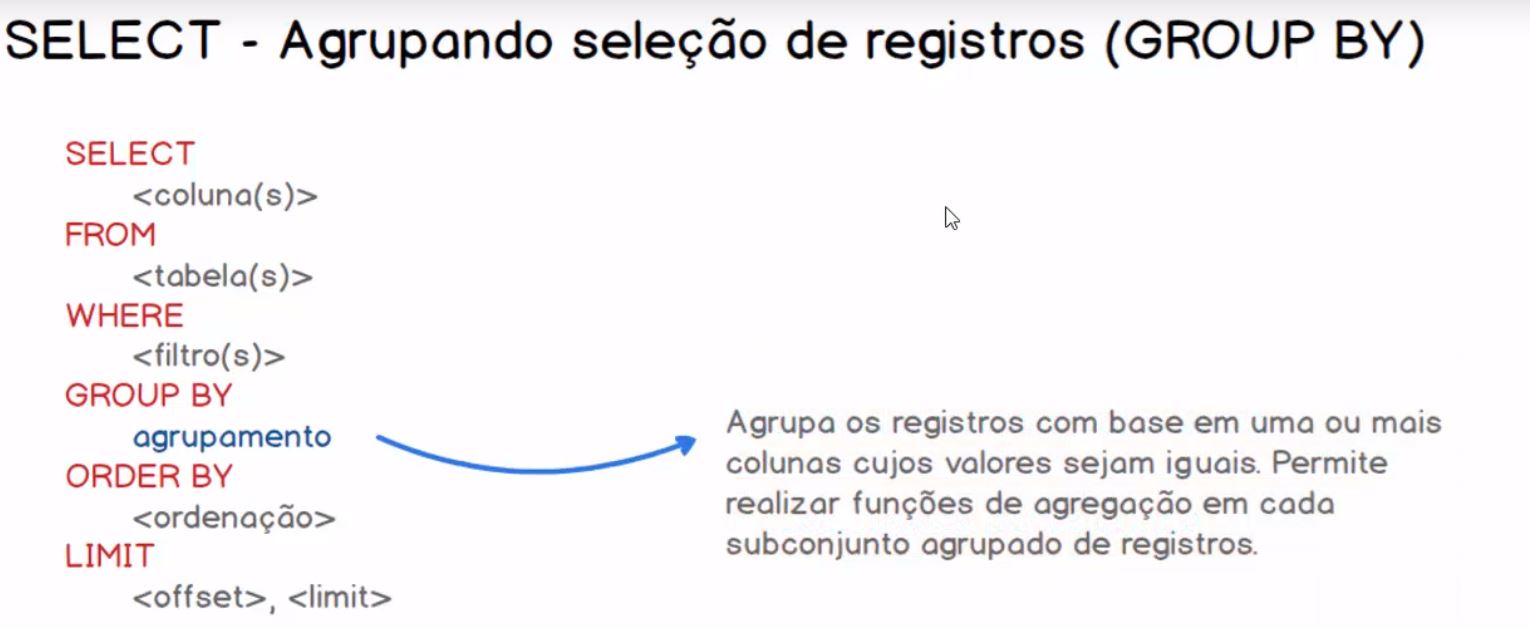 SELECT - Agrupando seleção de registros (GROUP BY)
SELECT
<coluna(s)>
FROM
<tabela(s)>
WHERE
<filtro(s)>
GROUP BY
agrupamento
ORDER BY
<ordenação>
LIMIT
<offset>, <limit>
Agrupa os registros com base em uma ou mais
colunas cujos valores sejam iguais. Permite
realizar funções de agregação em cada
subconjunto agrupado de registros.